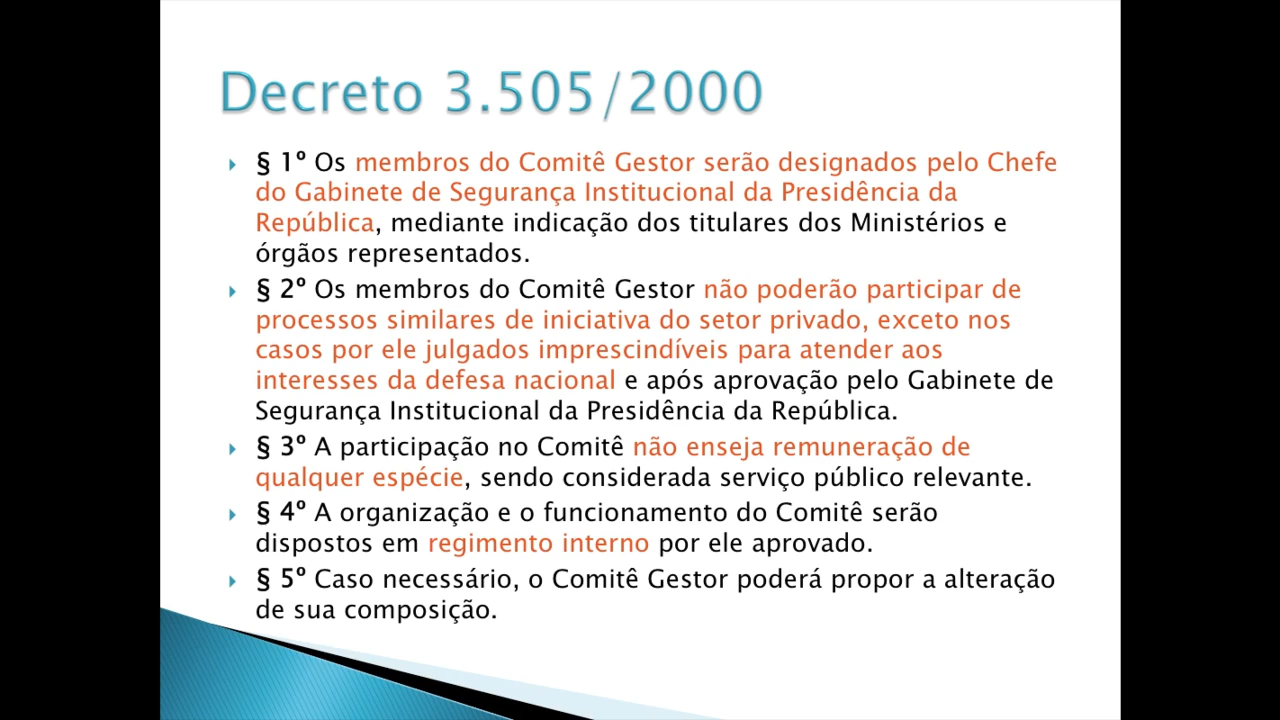 Decreto 3.505/2000
§ 1º Os membros do Comitê Gestor serão designados pelo Chefe
do Gabinete de Segurança Institucional da Presidência da
República, mediante indicação dos titulares dos Ministérios e
órgãos representados.
§ 2º Os membros do Comitê Gestor não poderão participar de
processos similares de iniciativa do setor privado, exceto nos
casos por ele julgados imprescindíveis para atender aos
interesses da defesa nacional e após aprovação pelo Gabinete de
Segurança Institucional da Presidência da República.
§ 3º A participação no Comitê não enseja remuneração de
qualquer espécie, sendo considerada serviço público relevante.
§ 4º A organização e o funcionamento do Comitê serão
dispostos em regimento interno por ele aprovado.
§ 5º Caso necessário, o Comitê Gestor poderá propor a alteração
de sua composição.